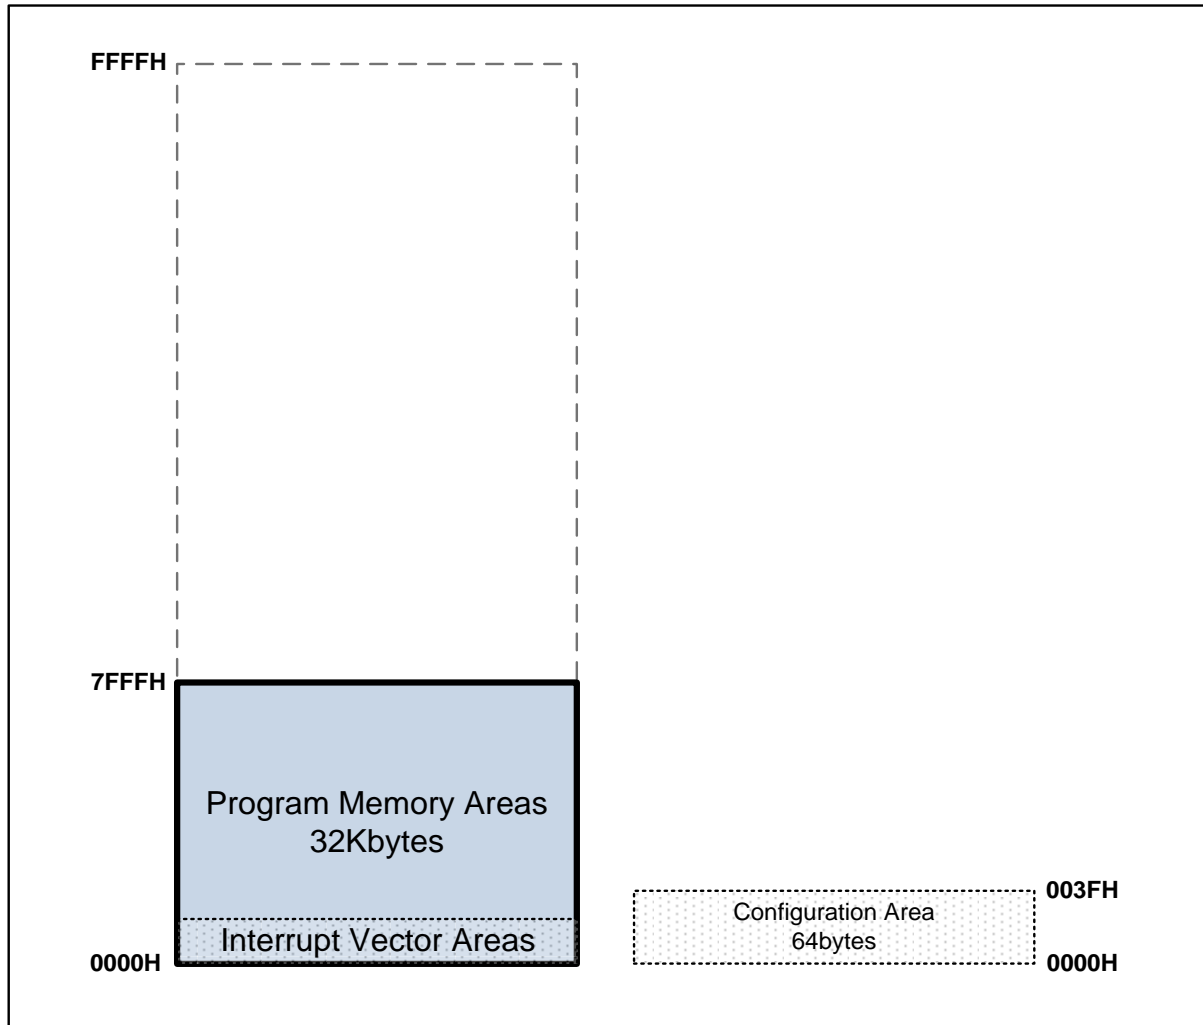 FFFFH
7FFFH
Program Memory Areas
32Kbytes
003FH
Configuration Area
64bytes
Interrupt Vector Areas
0000H
0000H